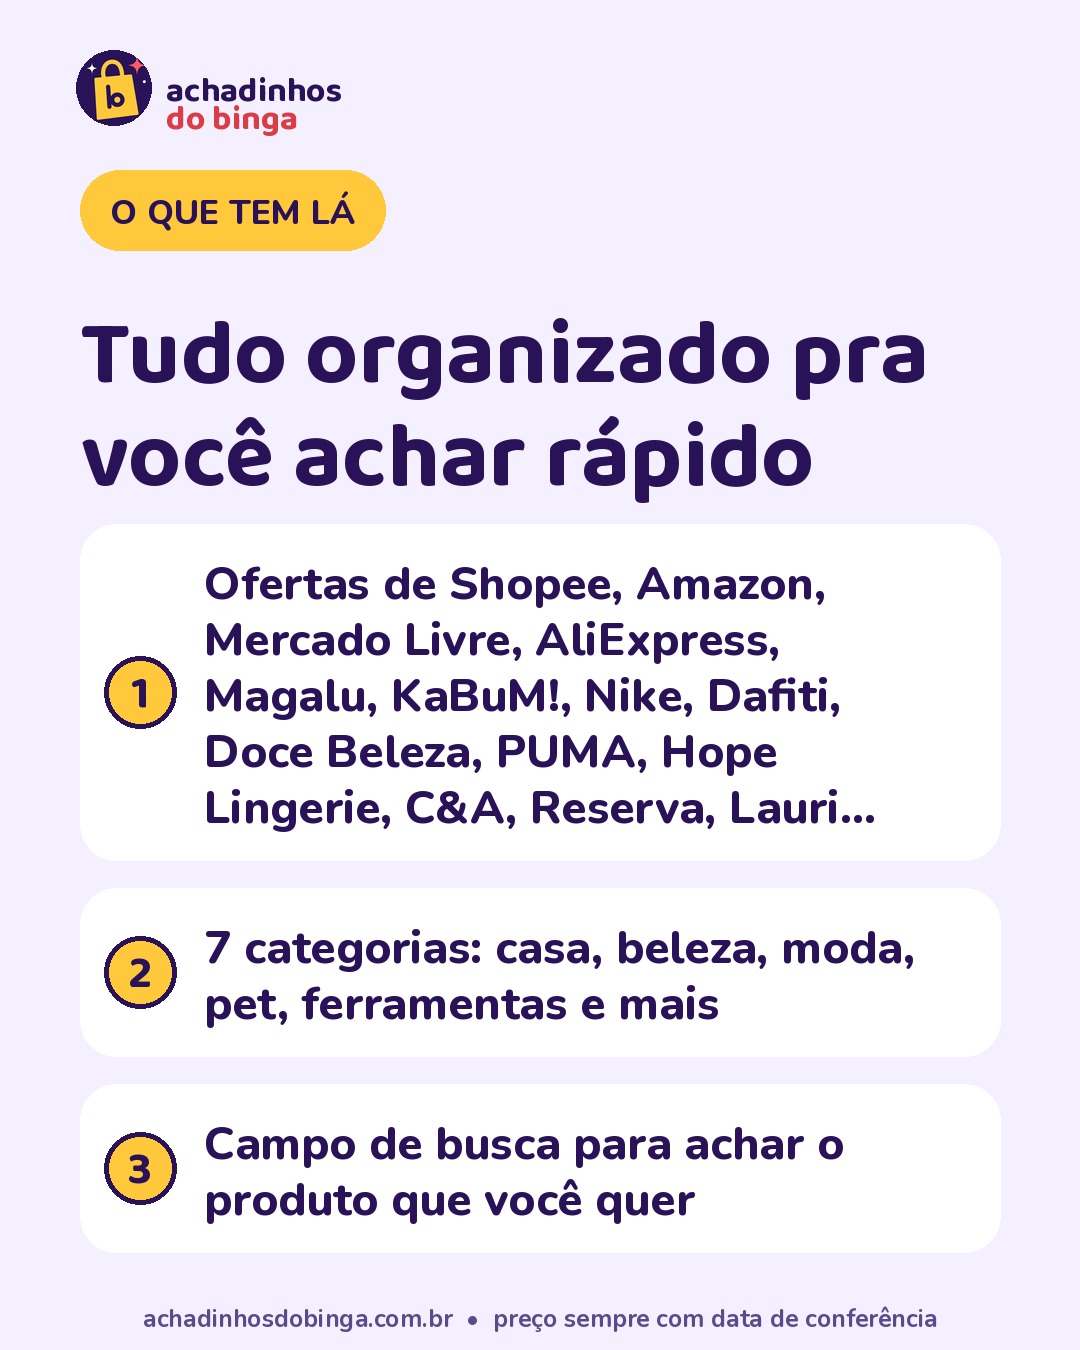 b
achadinhos
do binga
O QUE TEM LÁ
Tudo organizado pra
você achar rápido
1
Ofertas de Shopee, Amazon,
Mercado Livre, AliExpress,
Magalu, KaBuM!, Nike, Dafiti,
Doce Beleza, PUMA, Hope
Lingerie, C&A, Reserva, Lauri...
2
7 categorias: casa, beleza, moda,
pet, ferramentas e mais
3
Campo de busca para achar o
produto que você quer
achadinhosdobinga.com.br • preço sempre com data de conferência